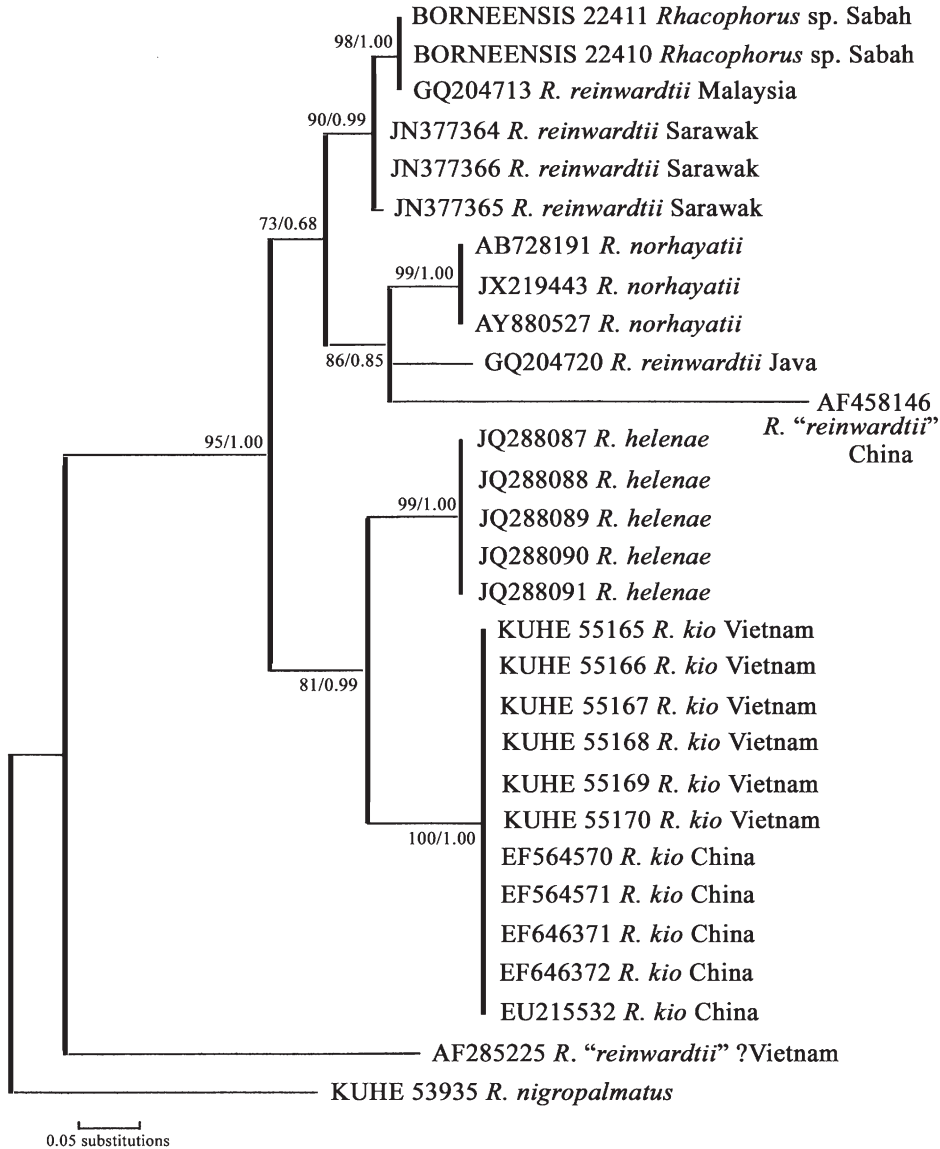 BORNEENSIS 22411 Rhacophorus sp. Sabah
98/1.00
BORNEENSIS 22410 Rhacophorus sp. Sabah
GQ204713 R. reinwardtii Malaysia
90/0.99
JN377364 R. reinwardtii Sarawak
JN377366 R. reinwardtii Sarawak
JN377365 R. reinwardtii Sarawak
73/0.68
AB728191 R. norhayatii
99/1.00
JX219443 R. norhayatii
AY880527 R. norhayatii
86/0.85
GQ204720 R. reinwardtii Java
AF458146
R. “reinwardtii”
China
95/1.00
JQ288087 R. helenae
JQ288088 R. helenae
99/1.00
JQ288089 R. helenae
JQ288090 R. helenae
JQ288091 R. helenae
KUHE 55165 R. kio Vietnam
KUHE 55166 R. kio Vietnam
81/0.99
KUHE 55167 R. kio Vietnam
KUHE 55168 R. kio Vietnam
KUHE 55169 R. kio Vietnam
KUHE 55170 R. kio Vietnam
100/1.00
EF564570 R. kio China
EF564571 R. kio China
EF646371 R. kio China
EF646372 R. kio China
EU215532 R. kio China
AF285225 R. “reinwardtii” ?Vietnam
KUHE 53935 R. nigropalmatus
0.05 substitutions